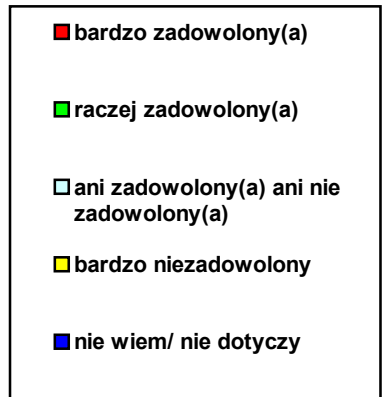 bardzo zadowolony(a)
raczej zadowolony(a)
ani zadowolony(a) ani nie
zadowolony(a)
bardzo niezadowolony
nie wiem/ nie dotyczy